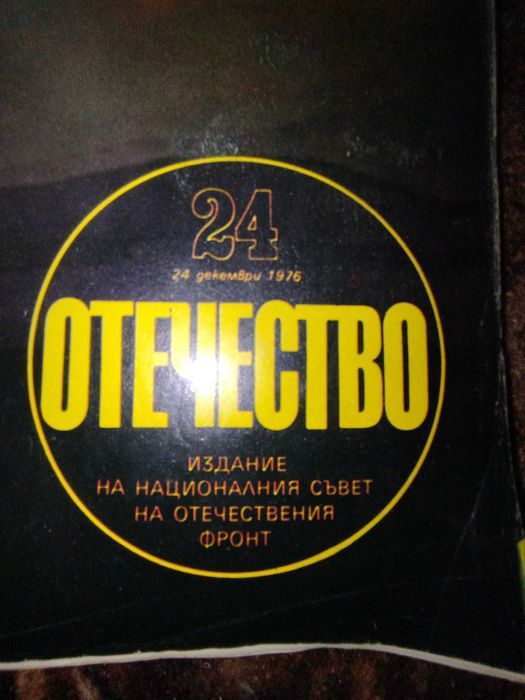 24
24 декември 1976
ОТЕЧЕСТВО
ИЗДАНИЕ
НА НАЦИОНАЛНИЯ СЪВЕТ
НА ОТЕЧЕСТВЕНИЯ
ФРОНТ